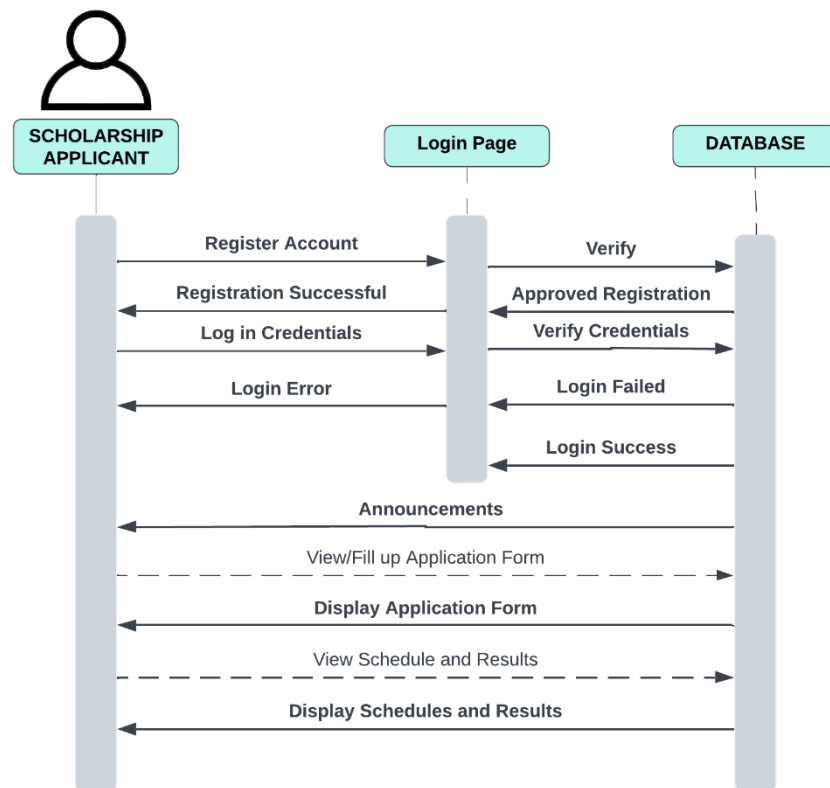 SCHOLARSHIP
APPLICANT
Login Page
DATABASE
Register Account
Verify
Registration Successful
Approved Registration
Log in Credentials
Verify Credentials
Login Error
Login Failed
Login Success
Announcements
View/Fill up Application Form
Display Application Form
View Schedule and Results
Display Schedules and Results